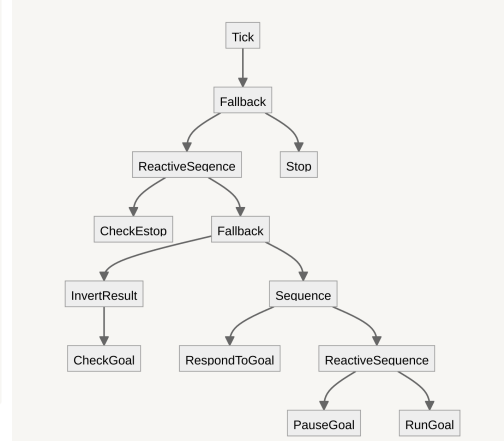 Tick
Fallback
ReactiveSeqence
Stop
CheckEstop
Fallback
InvertResult
Sequence
CheckGoal
RespondToGoal
ReactiveSequence
PauseGoal
RunGoal